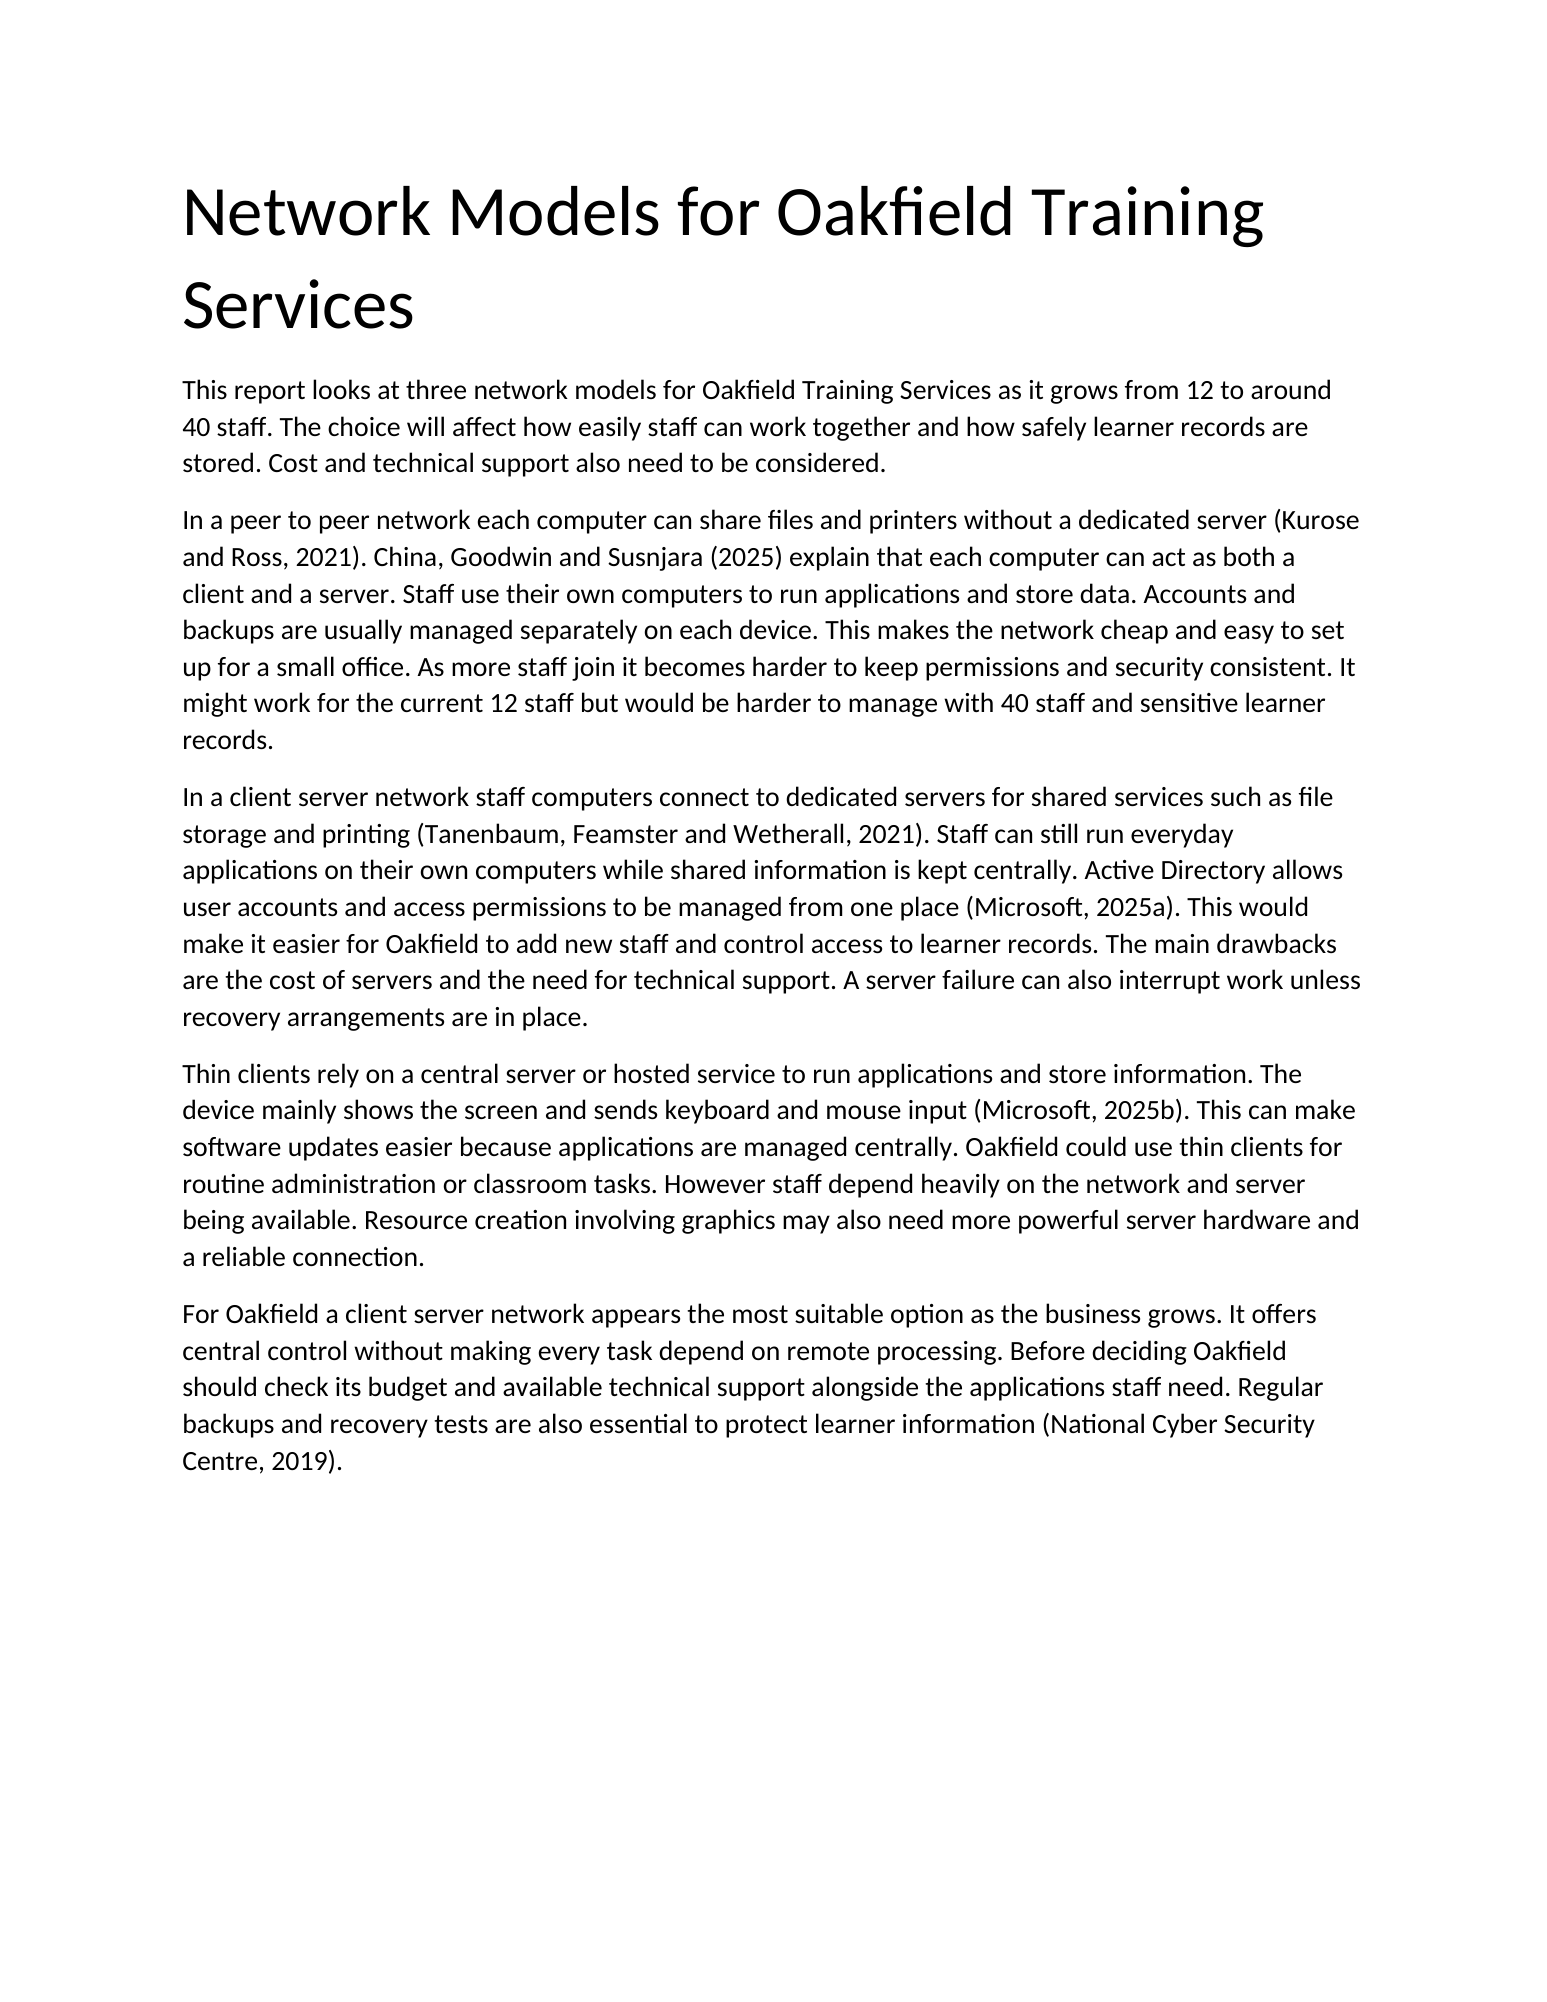 Network Models for Oakfield Training
Services
This report looks at three network models for Oakfield Training Services as it grows from 12 to around
40 staff. The choice will affect how easily staff can work together and how safely learner records are
stored. Cost and technical support also need to be considered.
In a peer to peer network each computer can share files and printers without a dedicated server (Kurose
and Ross, 2021). China, Goodwin and Susnjara (2025) explain that each computer can act as both a
client and a server. Staff use their own computers to run applications and store data. Accounts and
backups are usually managed separately on each device. This makes the network cheap and easy to set
up for a small office. As more staff join it becomes harder to keep permissions and security consistent. It
might work for the current 12 staff but would be harder to manage with 40 staff and sensitive learner
records.
In a client server network staff computers connect to dedicated servers for shared services such as file
storage and printing (Tanenbaum, Feamster and Wetherall, 2021). Staff can still run everyday
applications on their own computers while shared information is kept centrally. Active Directory allows
user accounts and access permissions to be managed from one place (Microsoft, 2025a). This would
make it easier for Oakfield to add new staff and control access to learner records. The main drawbacks
are the cost of servers and the need for technical support. A server failure can also interrupt work unless
recovery arrangements are in place.
Thin clients rely on a central server or hosted service to run applications and store information. The
device mainly shows the screen and sends keyboard and mouse input (Microsoft, 2025b). This can make
software updates easier because applications are managed centrally. Oakfield could use thin clients for
routine administration or classroom tasks. However staff depend heavily on the network and server
being available. Resource creation involving graphics may also need more powerful server hardware and
a reliable connection.
For Oakfield a client server network appears the most suitable option as the business grows. It offers
central control without making every task depend on remote processing. Before deciding Oakfield
should check its budget and available technical support alongside the applications staff need. Regular
backups and recovery tests are also essential to protect learner information (National Cyber Security
Centre, 2019).